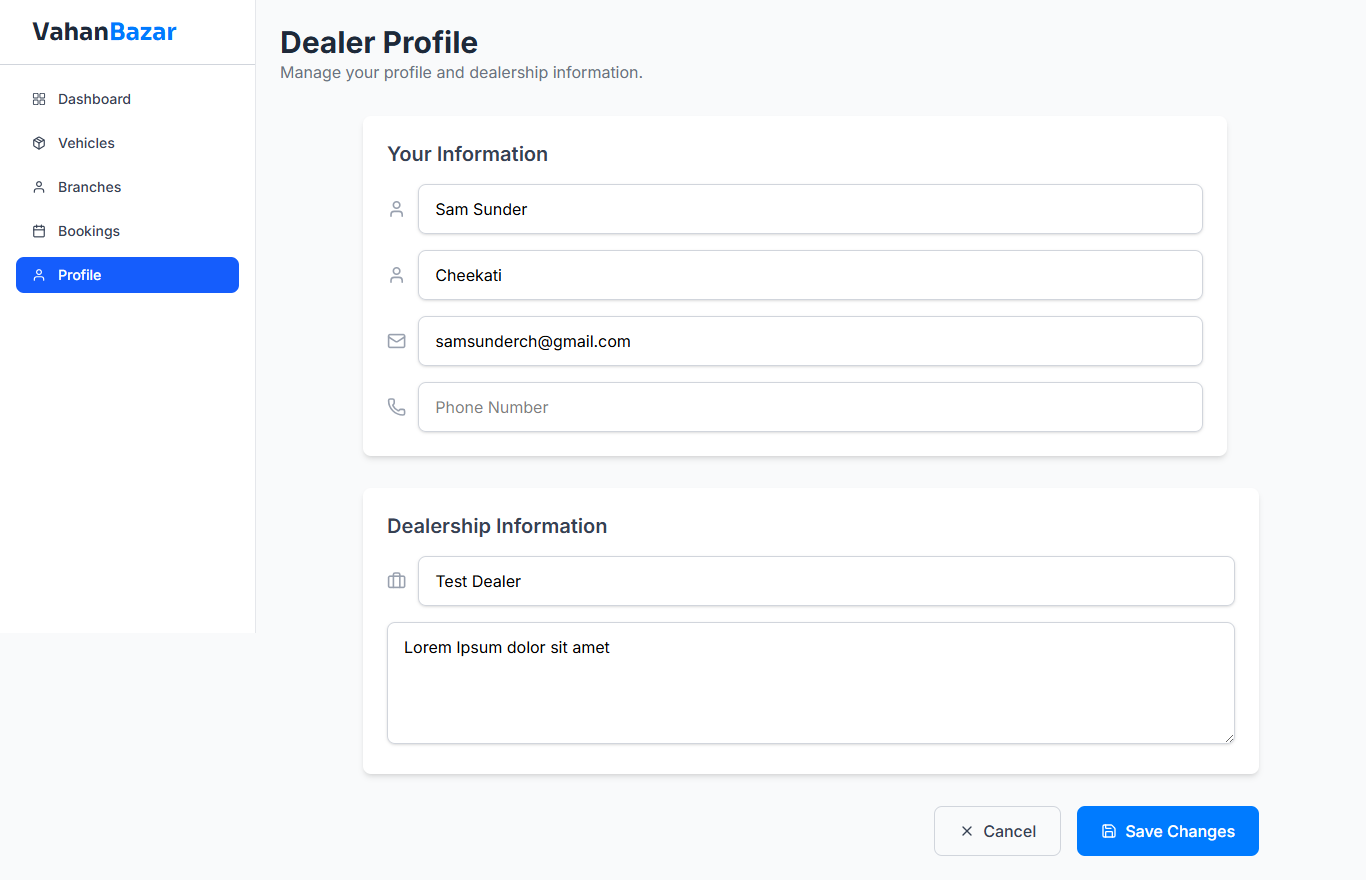 VahanBazar
Dashboard
Vehicles
Branches
Bookings
Profile
Dealer Profile
Manage your profile and dealership information.
Your Information
Sam Sunder
Cheekati
samsunderch@gmail.com
Phone Number
Dealership Information
Test Dealer
Lorem Ipsum dolor sit amet
Cancel
Save Changes